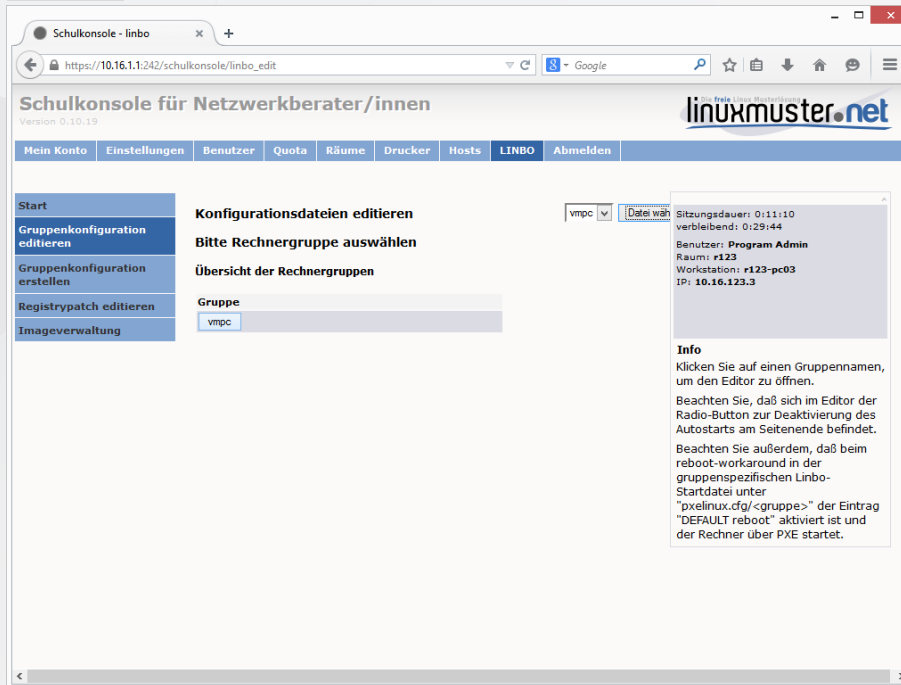 Schulkonsole - linbo
https://10.16.1.1:242/schulkonsole/linbo_edit
Google
Schulkonsole für Netzwerkberater/innen
Version 0.10.19
Die freie Linux Musterlösung
linuxmuster.net
Mein Konto Einstellungen Benutzer Quota Räume Drucker Hosts LINBO Abmelden
Start
Gruppenkonfiguration
editieren
Gruppenkonfiguration
erstellen
Registrypatch editieren
Imageverwaltung
Konfigurationsdateien editieren
vmpc
Datei wäh
Bitte Rechnergruppe auswählen
Übersicht der Rechnergruppen
Gruppe
vmpc
Sitzungsdauer: 0:11:10
verbleibend: 0:29:44
Benutzer: Program Admin
Raum: r123
Workstation: r123-pc03
IP: 10.16.123.3
Info
Klicken Sie auf einen Gruppennamen,
um den Editor zu öffnen.
Beachten Sie, daß sich im Editor der
Radio-Button zur Deaktivierung des
Autostarts am Seitenende befindet.
Beachten Sie außerdem, daß beim
reboot-workaround in der
gruppenspezifischen Linbo-
Startdatei unter
"pxelinux.cfg/<gruppe>" der Eintrag
"DEFAULT reboot" aktiviert ist und
der Rechner über PXE startet.